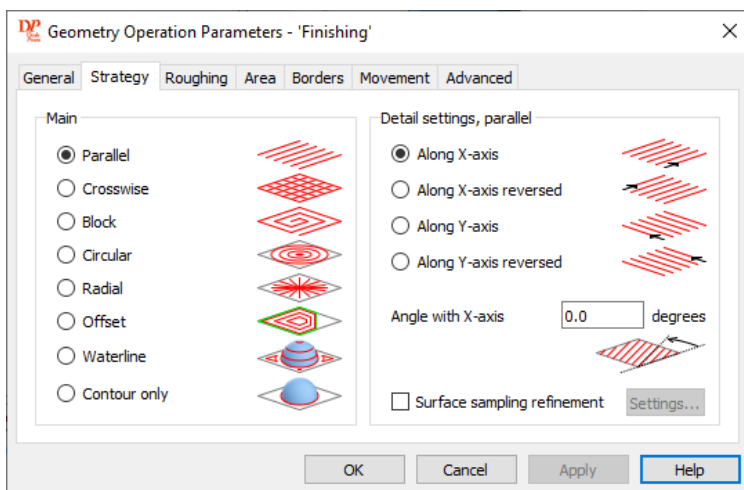 DP
Geometry Operation Parameters - 'Finishing'
General Strategy Roughing Area Borders Movement Advanced
Main
Parallel
Crosswise
Block
Circular
Radial
Offset
Waterline
Contour only
Detail settings, parallel
Along X-axis
Along X-axis reversed
Along Y-axis
Along Y-axis reversed
Angle with X-axis 0.0 degrees
Surface sampling refinement Settings...
OK Cancel Apply Help